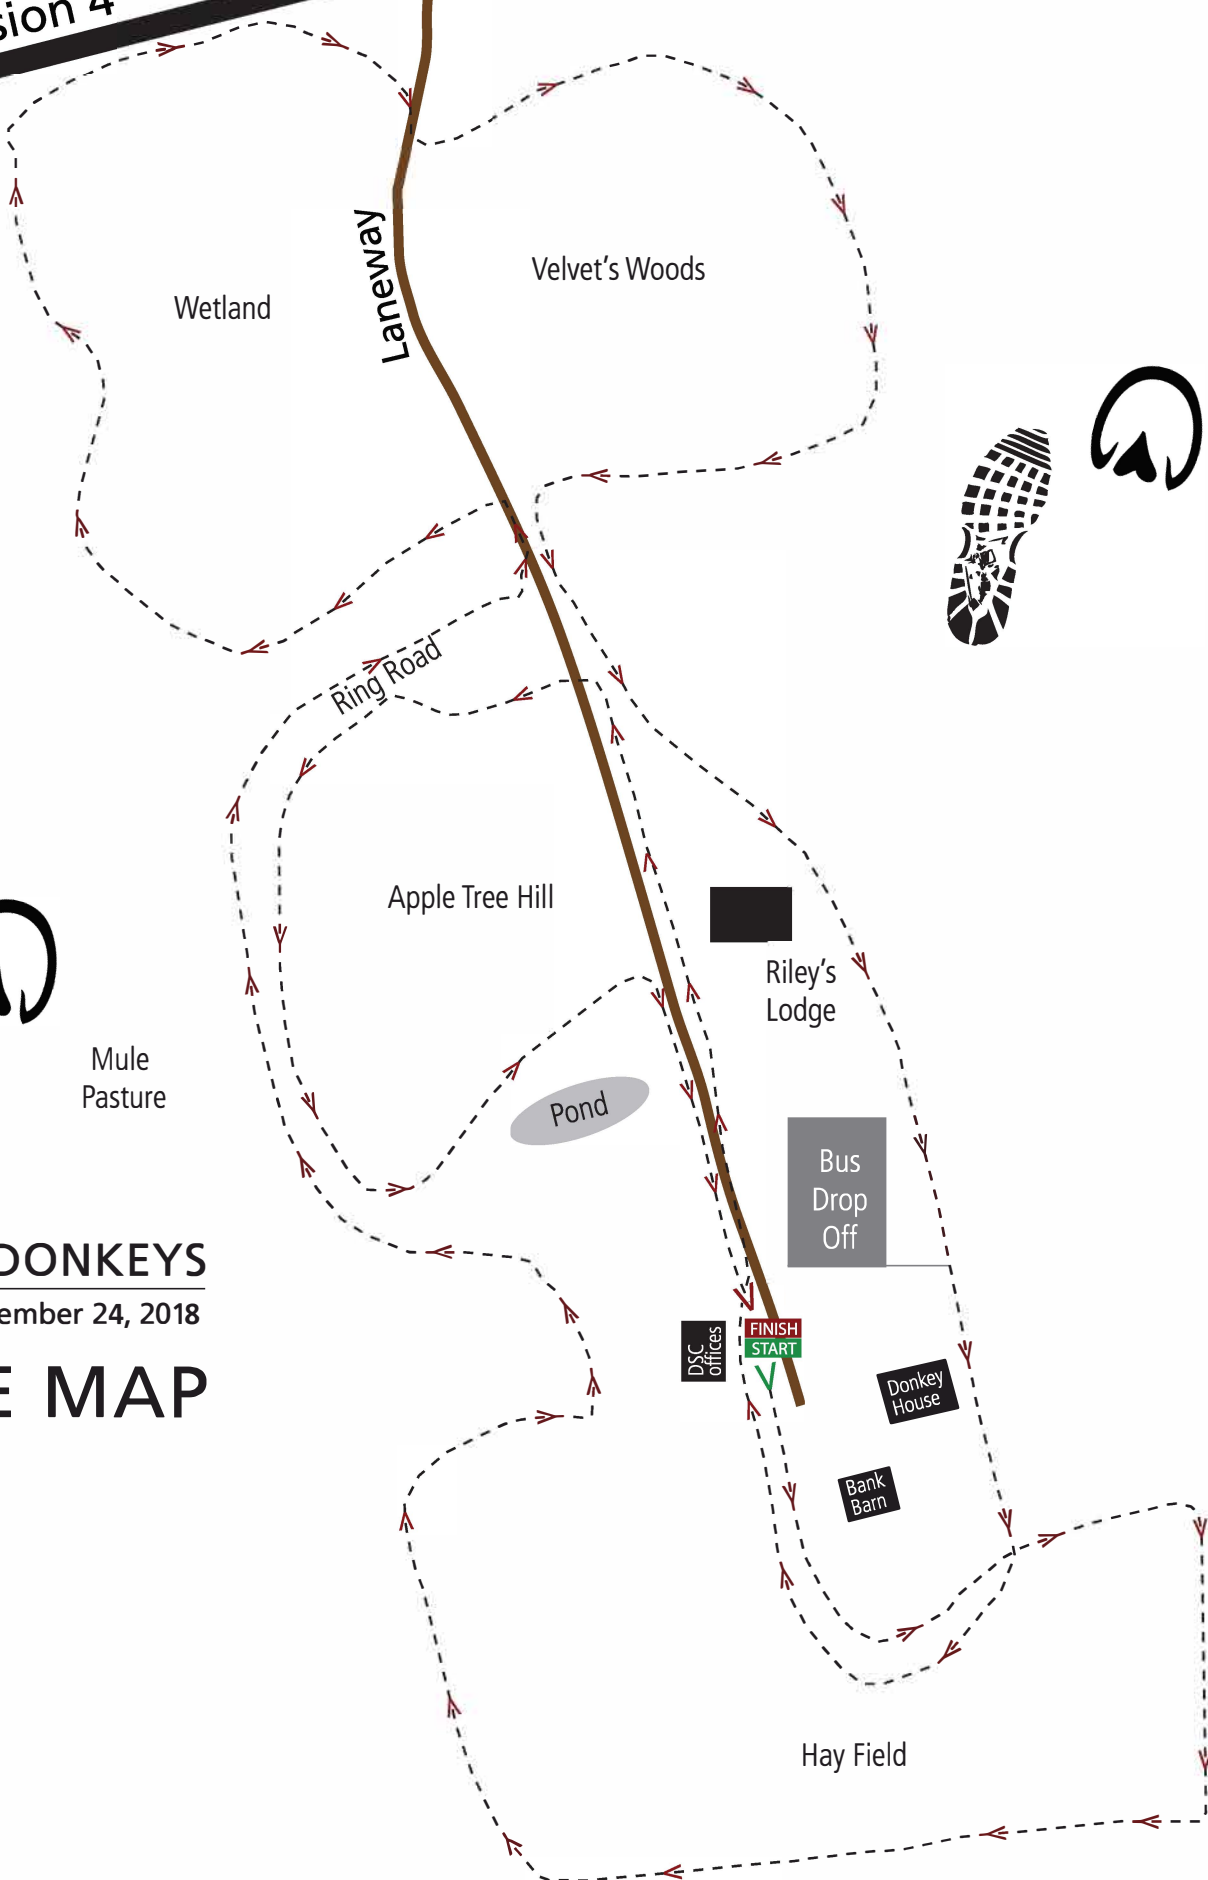 sion 4
Laneway
Velvet's Woods
Wetland
Ring Road
Apple Tree Hill
Riley's
Lodge
Mule
Pasture
Pond
Bus
Drop
Off
DONKEYS
ember 24, 2018
E MAP
DSC
offices
FINISH
START
Donkey
House
Bank
Barn
Hay Field